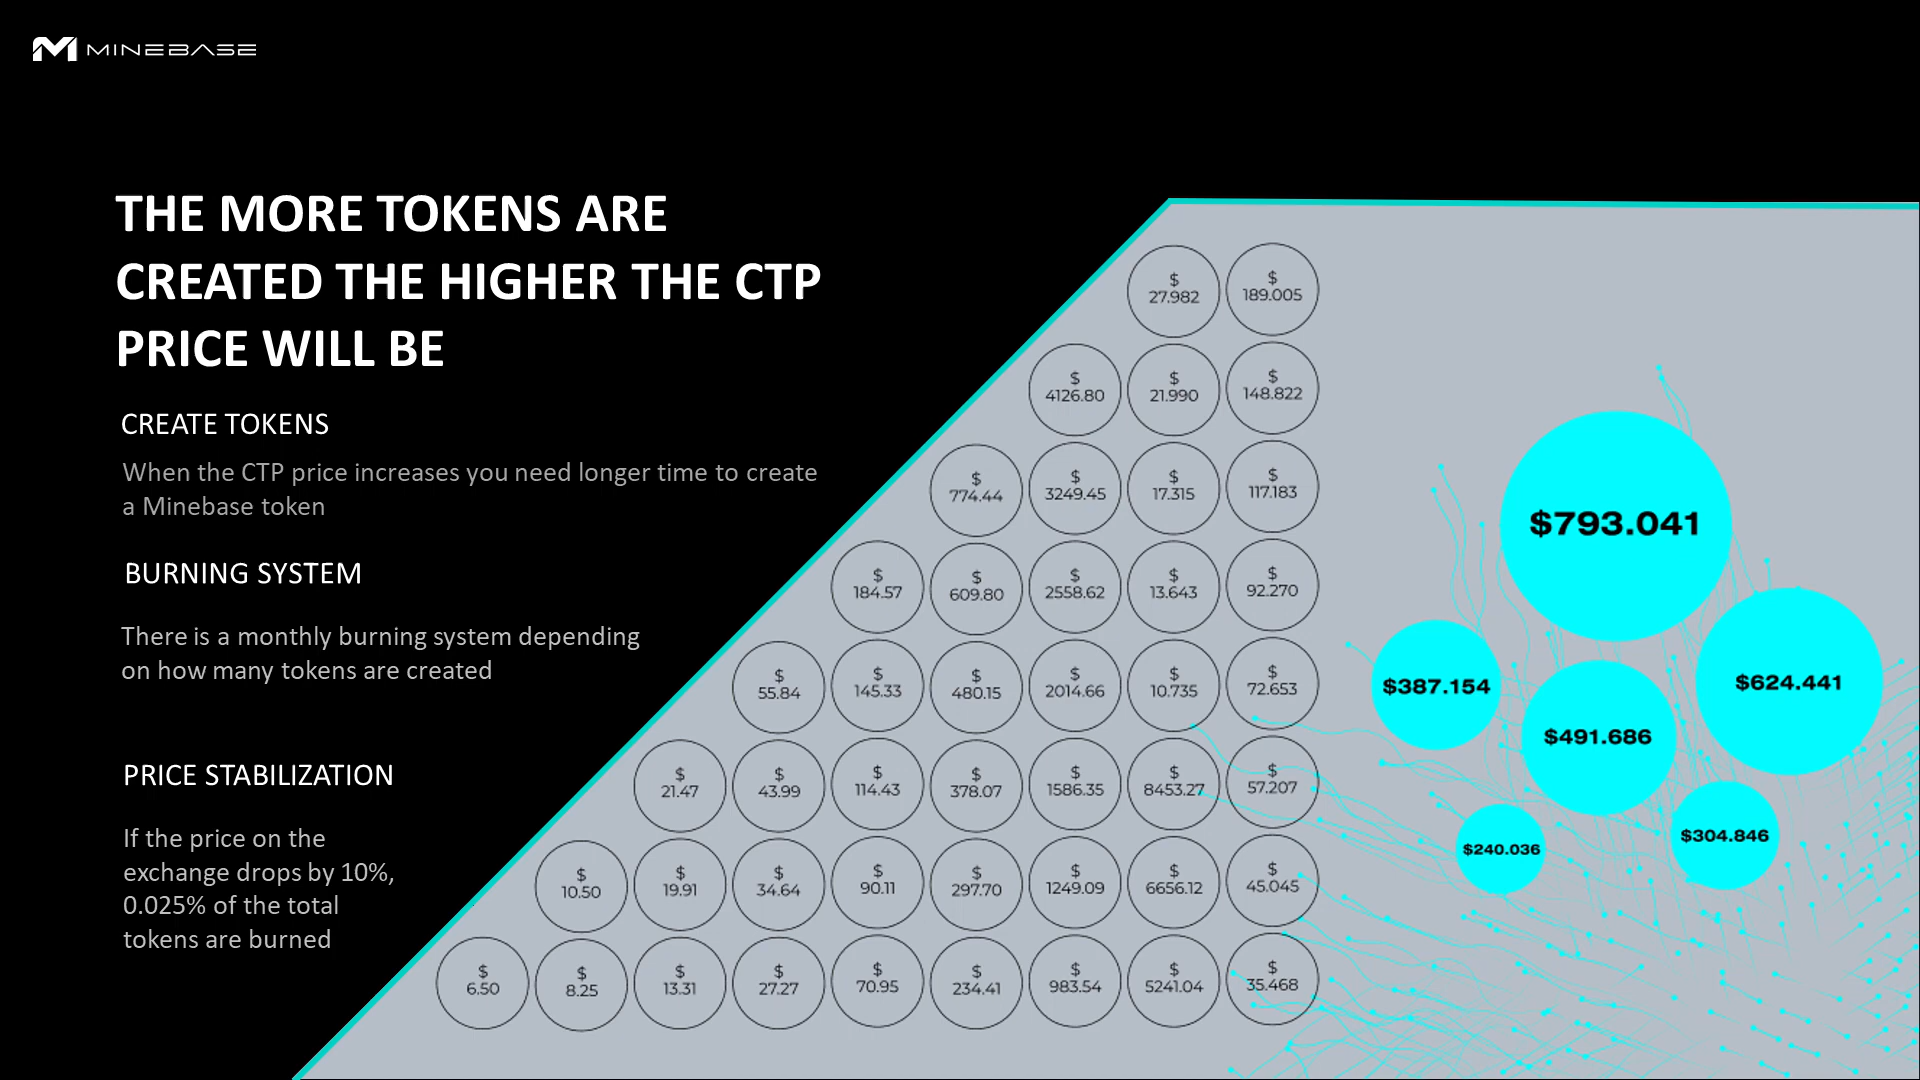 MINEBASE
THE MORE TOKENS ARE
CREATED THE HIGHER THE CTP
PRICE WILL BE
CREATE TOKENS
When the CTP price increases you need longer time to create
a Minebase token
BURNING SYSTEM
There is a monthly burning system depending
on how many tokens are created
PRICE STABILIZATION
If the price on the
exchange drops by 10%,
0.025% of the total
tokens are burned
$ $
27.982 189.005
$ $ $
4126.80 21.990 148.822
$ $ $ $
774.44 3249.45 17.315 117.183
$ $ $ $ $
184.57 609.80 2558.62 13.643 92.270
$ $ $ $ $ $
55.84 145.33 480.15 2014.66 10.735 72.653
$ $ $ $ $ $ $
21.47 43.99 114.43 378.07 1586.35 8453.27 57.207
$ $ $ $ $ $ $ $
10.50 19.91 34.64 90.11 297.70 1249.09 6656.12 45.045
$ $ $ $ $ $ $ $ $
6.50 8.25 13.31 27.27 70.95 234.41 983.54 5241.04 35.468
$793.041
$387.154
$624.441
$491.686
$304.846
$240.036